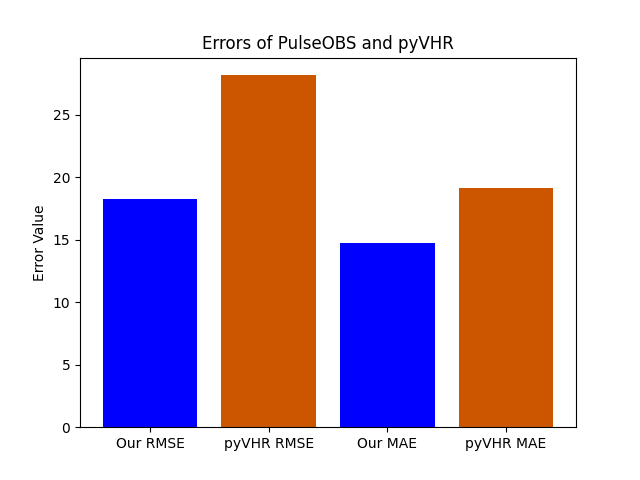 Errors of PulseOBS and pyVHR
Error Value
25
20
15
10
5
0
Our RMSE
pyVHR RMSE
Our MAE
pyVHR MAE